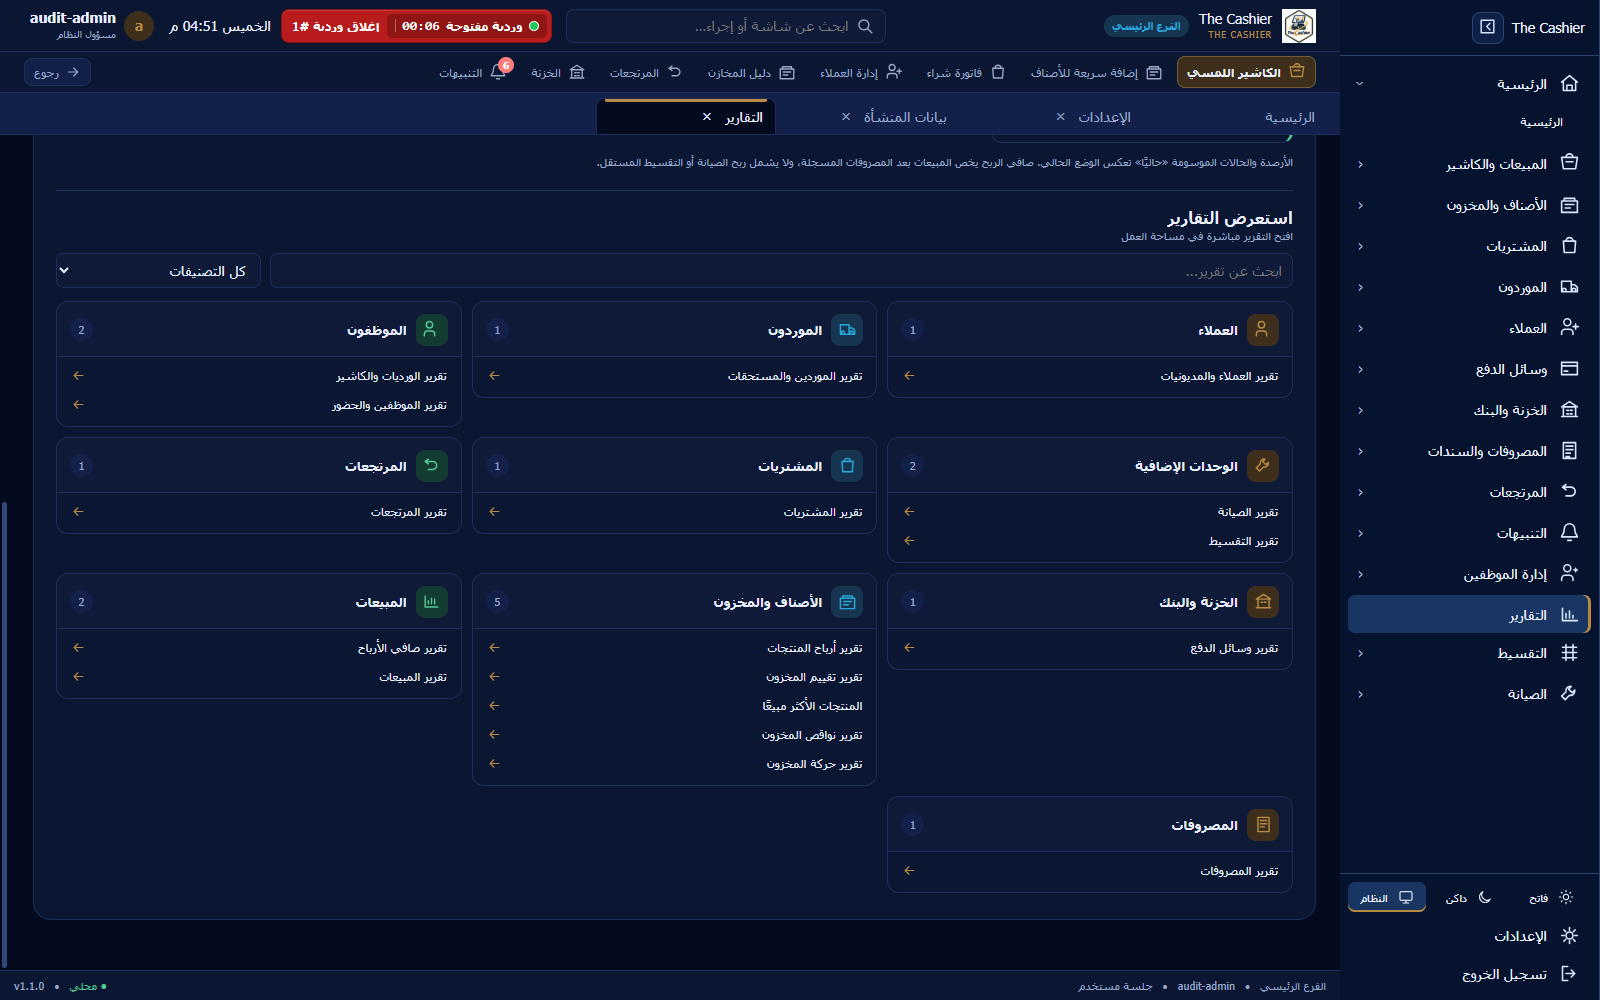 The Cashier
الرئيسية
الرئيسية
المبيعات والكاشير
الأصناف والمخزون
المشتريات
الموردون
العملاء
وسائل الدفع
الخزنة والبنك
المصروفات والسندات
المرتجعات
التنبيهات
إدارة الموظفين
التقارير
التقسيط
الصيانة
فاتح
داكن
النظام
الإعدادات
تسجيل الخروج
The Cashier
THE CASHIER
الفرع الرئيسي
ابحث عن شاشة أو إجراء...
وردية مفتوحة 00:06 | إغلاق وردية #1
الخميس 04:51 م
a
audit-admin
مسؤول النظام
الكاشير اللمسي
إضافة سريعة للأصناف
فاتورة شراء
إدارة العملاء
دليل المخازن
المرتجعات
الخزنة
التنبيهات
6
رجوع
الرئيسية
الإعدادات ×
بيانات المنشأة ×
التقارير ×
الأرصدة والحالات الموسومة «حاليًا» تعكس الوضع الحالي. صافي الربح يخص المبيعات بعد المصروفات المسجلة، ولا يشمل ربح الصيانة أو التقسيط المستقل.
استعرض التقارير
افتح التقرير مباشرة في مساحة العمل
ابحث عن تقرير...
كل التصنيفات
العملاء 1
تقرير العملاء والمديونيات
الموردون 1
تقرير الموردين والمستحقات
الموظفون 2
تقرير الورديات والكاشير
تقرير الموظفين والحضور
الوحدات الإضافية 2
تقرير الصيانة
تقرير التقسيط
المشتريات 1
تقرير المشتريات
المرتجعات 1
تقرير المرتجعات
الخزنة والبنك 1
تقرير وسائل الدفع
الأصناف والمخزون 5
تقرير أرباح المنتجات
تقرير تقييم المخزون
المنتجات الأكثر مبيعًا
تقرير نواقص المخزون
تقرير حركة المخزون
المبيعات 2
تقرير صافي الأرباح
تقرير المبيعات
المصروفات 1
تقرير المصروفات
الفرع الرئيسي • audit-admin • جلسة مستخدم
محلي • v1.1.0